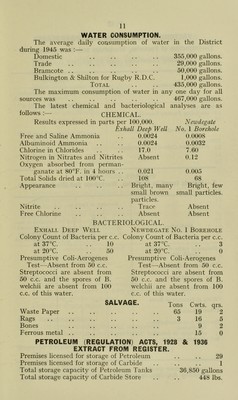 11
WATER CONSUMPTION.
The average daily consumption of water in the District
during 1945 was :—
Domestic .. .. .. .. 355,000 gallons.
Trade .. .. .. .. 29,000 gallons.
Bramcote .. .. .. .. 50,000 gallons.
Bulkington & Shilton for Rugby R.D.C. 1,000 gallons.
TOTAL .. .. 435,000 gallons.
The maximum consumption of water in any one day for all
sources was .. .. .. .. 467,000 gallons.
The latest chemical and bacteriological analyses are as
follows :—
CHEMICAL.
Results expressed in parts per 100,000. Newdegate
Exhall Deep Well No. 1 Borehole
Free and Saline Ammonia .. 0.0024 0.0008
Albuminoid Ammonia .. .. 0.0024 0.0032
Chlorine in Chlorides .. .. 17.0 7.60
Nitrogen in Nitrates and Nitrites Absent 0.12
Oxygen absorbed from perman-
ganate at 80°F. in 4 hours .. 0.021 0.005
Total Solids dried at 100°C. .. 108 68
Appearance .. .. .. Bright, many Bright, few
small brown small particles.
particles.
Nitrite .. .. .. .. Trace Absent
Free Chlorine .. .. .. Absent Absent
BACTERIOLOGICAL.
EXHALL DEEP WELL NEWDEGATE NO. 1 BOREHOLE
Colony Count of Bacteria per c.c. Colony Count of Bacteria per c.c.
at 37°C. .. .. 10 at 37°C. .. .. 3
at 20°C. .. .. 50 at 20°C. .. .. 0
Presumptive Coli-Aerogenes Presumptive Coli-Aerogenes
Test—Absent from 50 c.c. Test—Absent from 50 c.c.
Streptococci are absent from Streptococci are absent from
50 c.c. and the spores of B. 50 c.c. and the spores of B.
welchii are absent from 100 welchii are absent from 100
c.c. of this water. c.c. of this water.
SALVAGE. Tons Cwts. qrs.
Waste Paper .. .. .. .. 65 19 2
Rags .. .. .. .. 3 16 5
Bones .. .. .. .. 9 2
Ferrous metal .. .. .. .. 15 0
PETROLEUM (REGULATION) ACTS, 1928 & 1936
EXTRACT FROM REGISTER.
Premises licensed for storage of Petroleum .. .. 29
Premises licensed for storage of Carbide .. .. 1
Total storage capacity of Petroleum Tanks 36,850 gallons
Total storage capacity of Carbide Store .. .. 448 lbs.